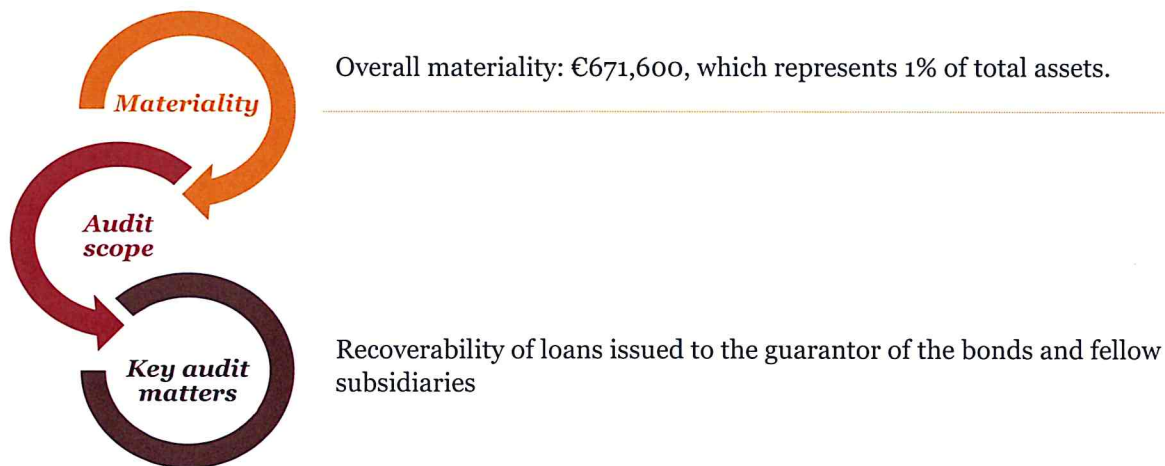 Materiality
Overall materiality: €671,600, which represents 1% of total assets.
Audit
scope
Key audit
matters
Recoverability of loans issued to the guarantor of the bonds and fellow
subsidiaries